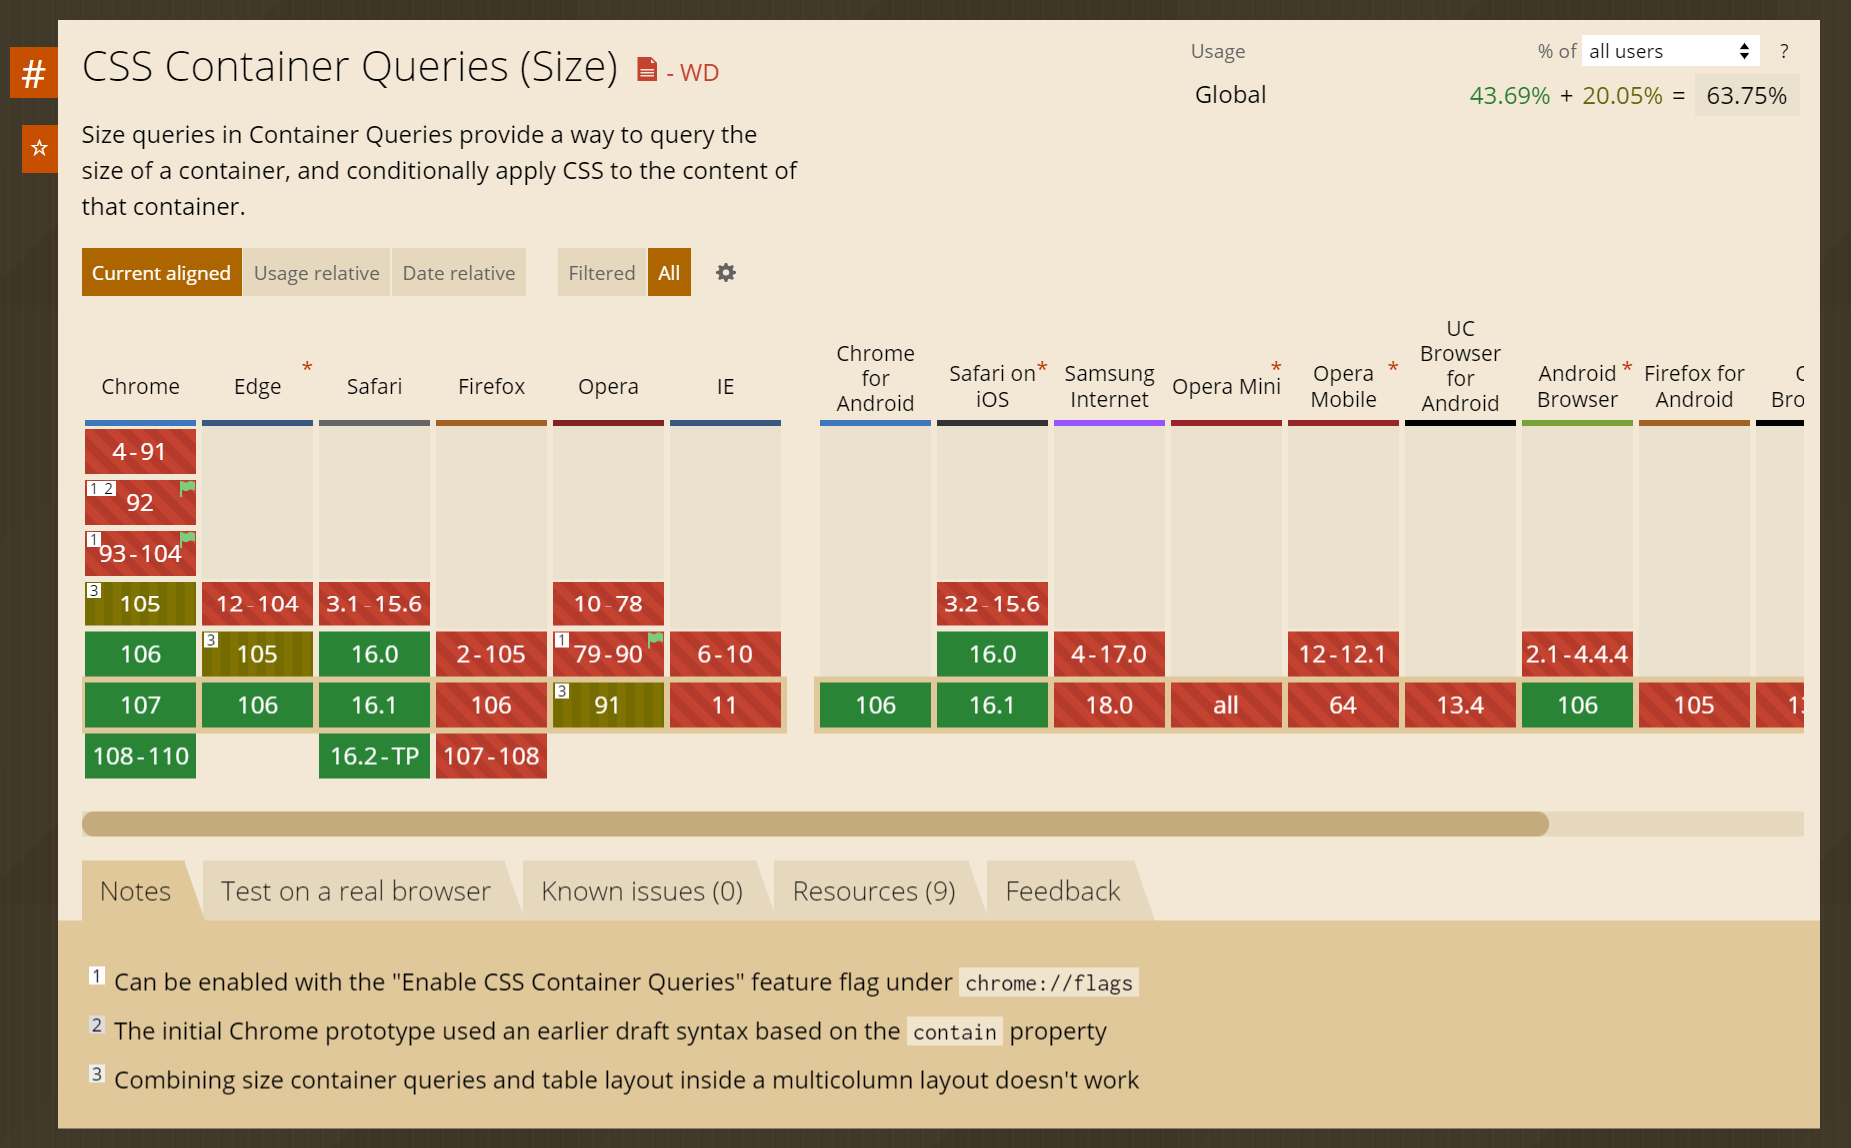 #
CSS Container Queries (Size) - WD
Usage % of all users ?
Global 43.69% + 20.05% = 63.75%
Size queries in Container Queries provide a way to query the
size of a container, and conditionally apply CSS to the content of
that container.
Current aligned Usage relative Date relative Filtered All
Chrome Edge * Safari Firefox Opera IE
Chrome for Android Safari on iOS * Samsung Internet Opera Mini * Opera Mobile * UC Browser for Android Android Browser * Firefox for Android
4-91
1 2 92
1 93-104
3 105 12-104 3.1-15.6 10-78 3.2-15.6
106 3 105 16.0 2-105 1 79-90 6-10 16.0 4-17.0 12-12.1 2.1-4.4.4
107 106 16.1 106 3 91 11 106 16.1 18.0 all 64 13.4 106 105
108-110 16.2-TP 107-108
Notes Test on a real browser Known issues (0) Resources (9) Feedback
1 Can be enabled with the "Enable CSS Container Queries" feature flag under chrome://flags
2 The initial Chrome prototype used an earlier draft syntax based on the contain property
3 Combining size container queries and table layout inside a multicolumn layout doesn't work